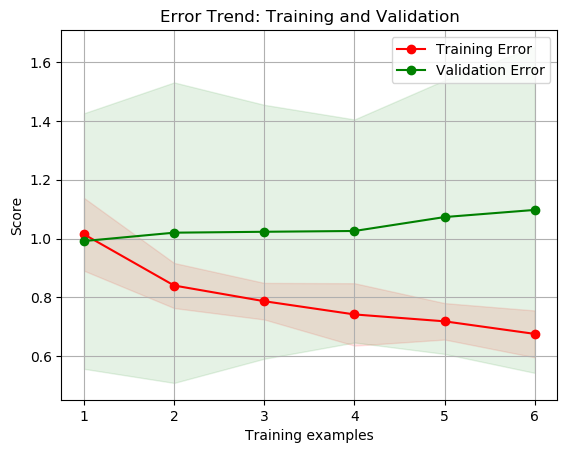 Error Trend: Training and Validation
Training Error
Validation Error
Score
1.6
1.4
1.2
1.0
0.8
0.6
1 2 3 4 5 6
Training examples